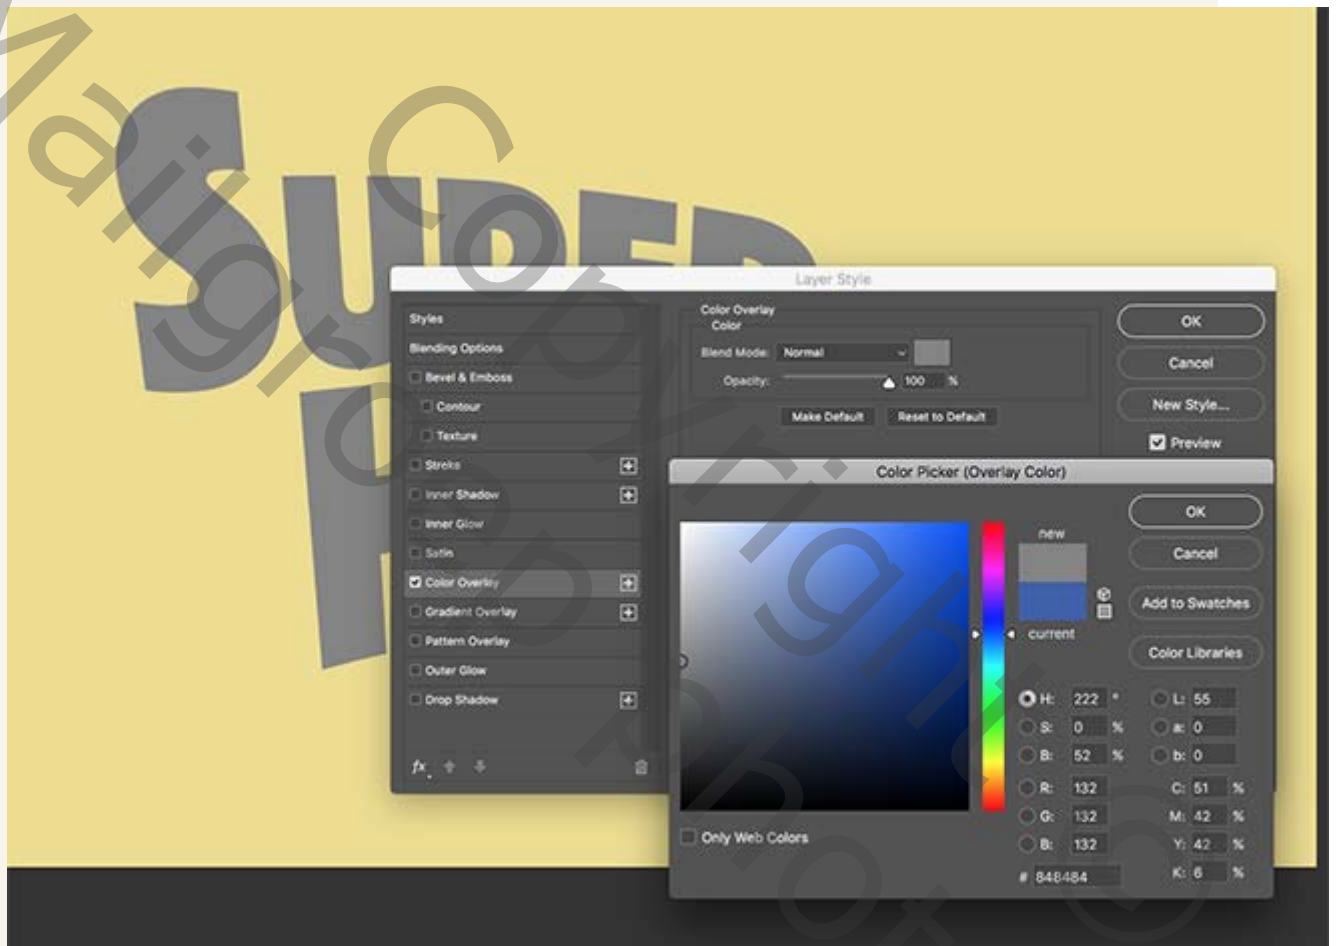 SUPER
Layer Style
Styles
Blending Options
Bevel & Emboss
Contour
Texture
Stroke
Inner Shadow
Inner Glow
Satin
Color Overlay
Gradient Overlay
Pattern Overlay
Outer Glow
Drop Shadow
fx
Color Overlay
Color
Blend Mode: Normal
Opacity: 100 %
Make Default Reset to Default
OK
Cancel
New Style...
Preview
Color Picker (Overlay Color)
new
current
OK
Cancel
Add to Swatches
Color Libraries
H: 222 ° L: 55
S: 0 % a: 0
B: 52 % b: 0
R: 132 C: 51 %
G: 132 M: 42 %
B: 132 Y: 42 %
# 848484 K: 6 %
Only Web Colors
Copyright ©